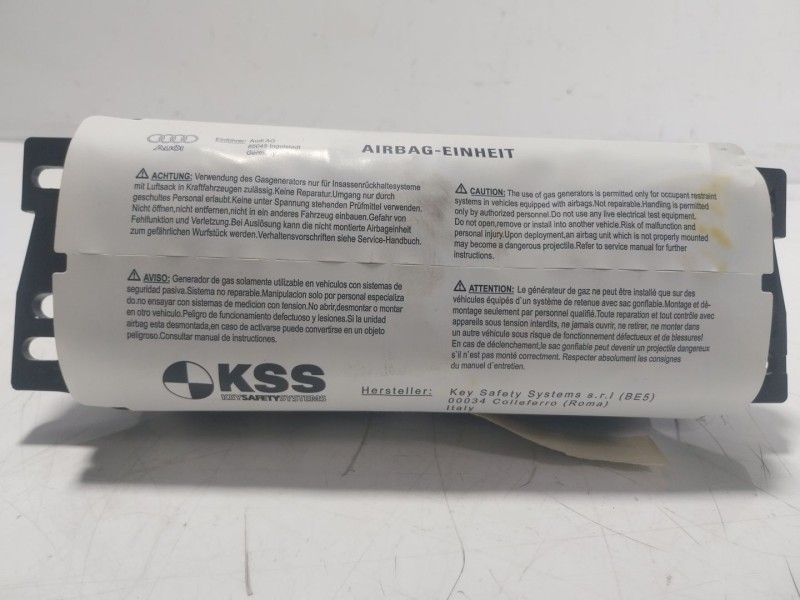 Audi
Einführer: Audi AG
85045 Ingolstadt
Germany
AIRBAG-EINHEIT
ACHTUNG: Verwendung des Gasgenerators nur für Insassenrückhaltesysteme
mit Luftsack in Kraftfahrzeugen zulässig.Keine Reparatur.Umgang nur durch
geschultes Personal erlaubt.Keine unter Spannung stehenden Prüfmittel verwenden.
Nicht öffnen,nicht entfernen,nicht in ein anderes Fahrzeug einbauen.Gefahr von
Fehlfunktion und Verletzung.Bei Auslösung kann die nicht montierte Airbageinheit
zum gefährlichen Wurfstück werden.Verhaltensvorschriften siehe Service-Handbuch.
CAUTION: The use of gas generators is permitted only for occupant restraint
systems in vehicles equipped with airbags.Not repairable.Handling is permitted
only by authorized personnel.Do not use any live electrical test equipment.
Do not open,remove or install into another vehicle.Risk of malfunction and
personal injury.Upon deployment,an airbag unit which is not properly mounted
may become a dangerous projectile.Refer to service manual for further
instructions.
AVISO: Generador de gas solamente utilizable en vehículos con sistemas de
seguridad pasiva.Sistema no reparable.Manipulacion solo por personal especializa
do.no ensayar con sistemas de medicion con tension.No abrir,desmontar o montar
en otro vehiculo.Peligro de funcionamiento defectuoso y lesiones.Si la unidad
airbag esta desmontada,en caso de activarse puede convertirse en un objeto
peligroso.Consultar manual de instrucciones.
ATTENTION: Le générateur de gaz ne peut être installé que sur des
véhicules équipés d'un système de retenue avec sac gonflable.Montage et dé-
montage seulement par personnel qualifié.Toute reparation et tout contrôle avec
appareils sous tension interdits, ne jamais ouvrir, ne retirer, ne monter dans
un autre véhicule sous risque de fonctionnement défectueux et de blessures!
En cas de déclenchement,le sac gonflable peut devenir un projectile dangereux
s'il n'est pas monté correctement. Respecter absolument les consignes
du manuel d'entretien.
KSS
KEYSAFETYSYSTEMS
Hersteller: Key Safety Systems s.r.l (BE5)
00034 Colleferro (Roma)
Italy